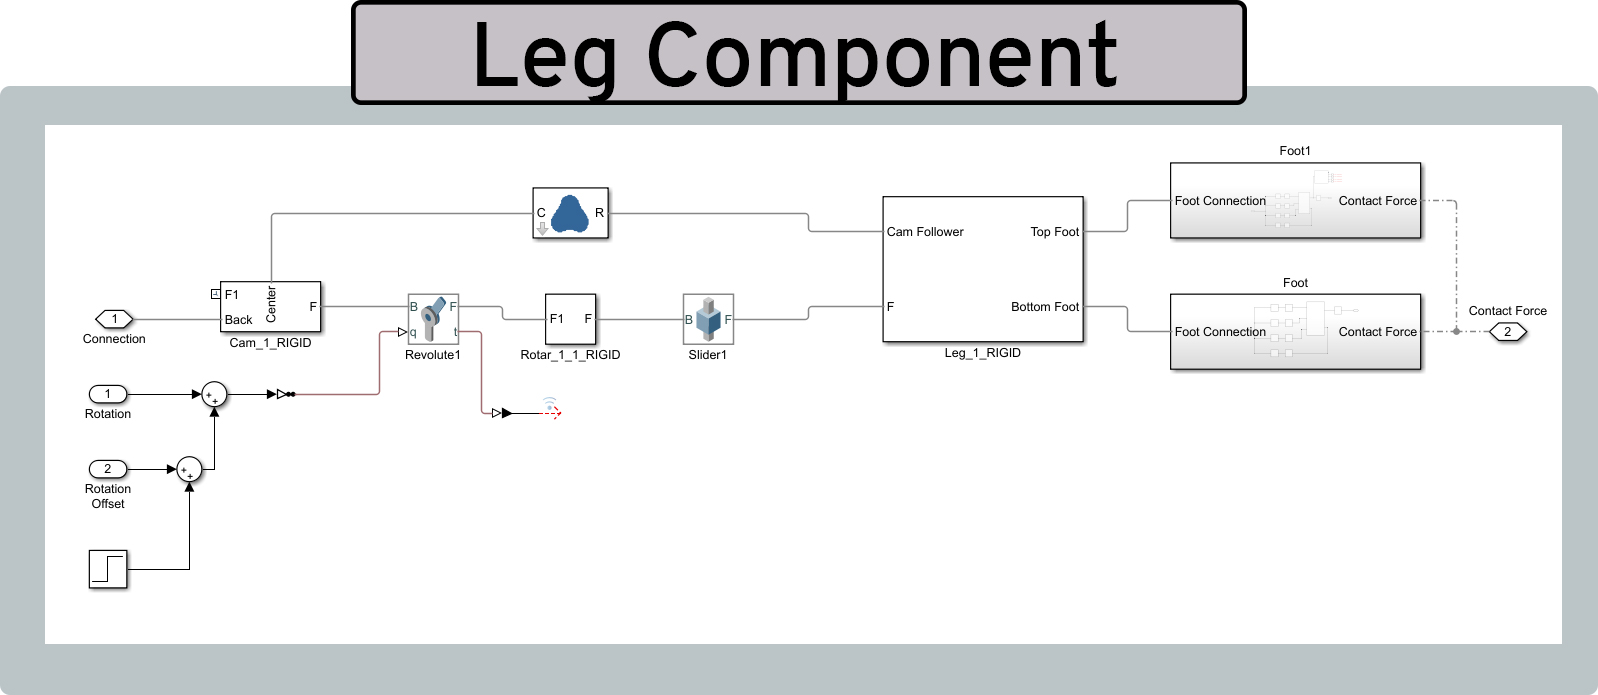 Leg Component
Foot1
Foot Connection
Contact Force
C
R
Cam Follower
Top Foot
F
Bottom Foot
Leg_1_RIGID
Foot
Foot Connection
Contact Force
Contact Force
2
1
Connection
F1
Back
Center
F
Cam_1_RIGID
B
F
q
t
Revolute1
F1
F
Rotar_1_1_RIGID
B
F
Slider1
1
Rotation
+
+
2
Rotation
Offset
+
+